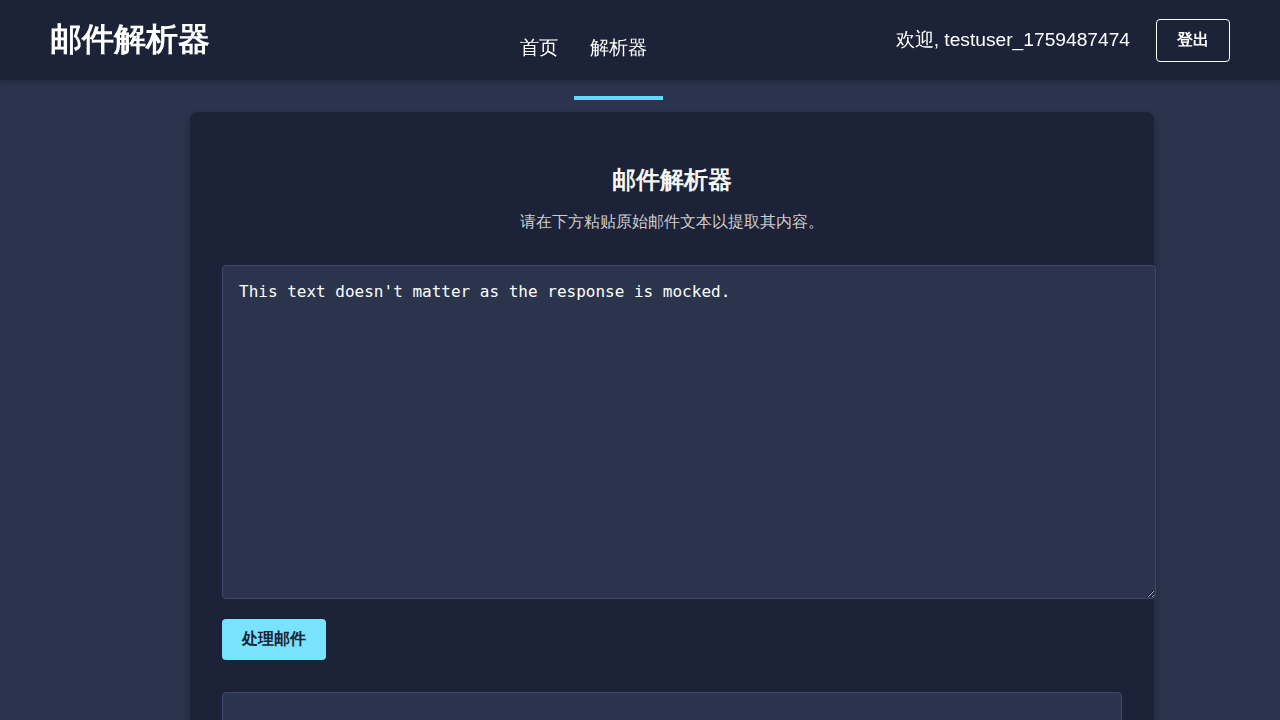 邮件解析器
首页
解析器
欢迎, testuser_1759487474
登出
邮件解析器
请在下方粘贴原始邮件文本以提取其内容。
This text doesn't matter as the response is mocked.
处理邮件